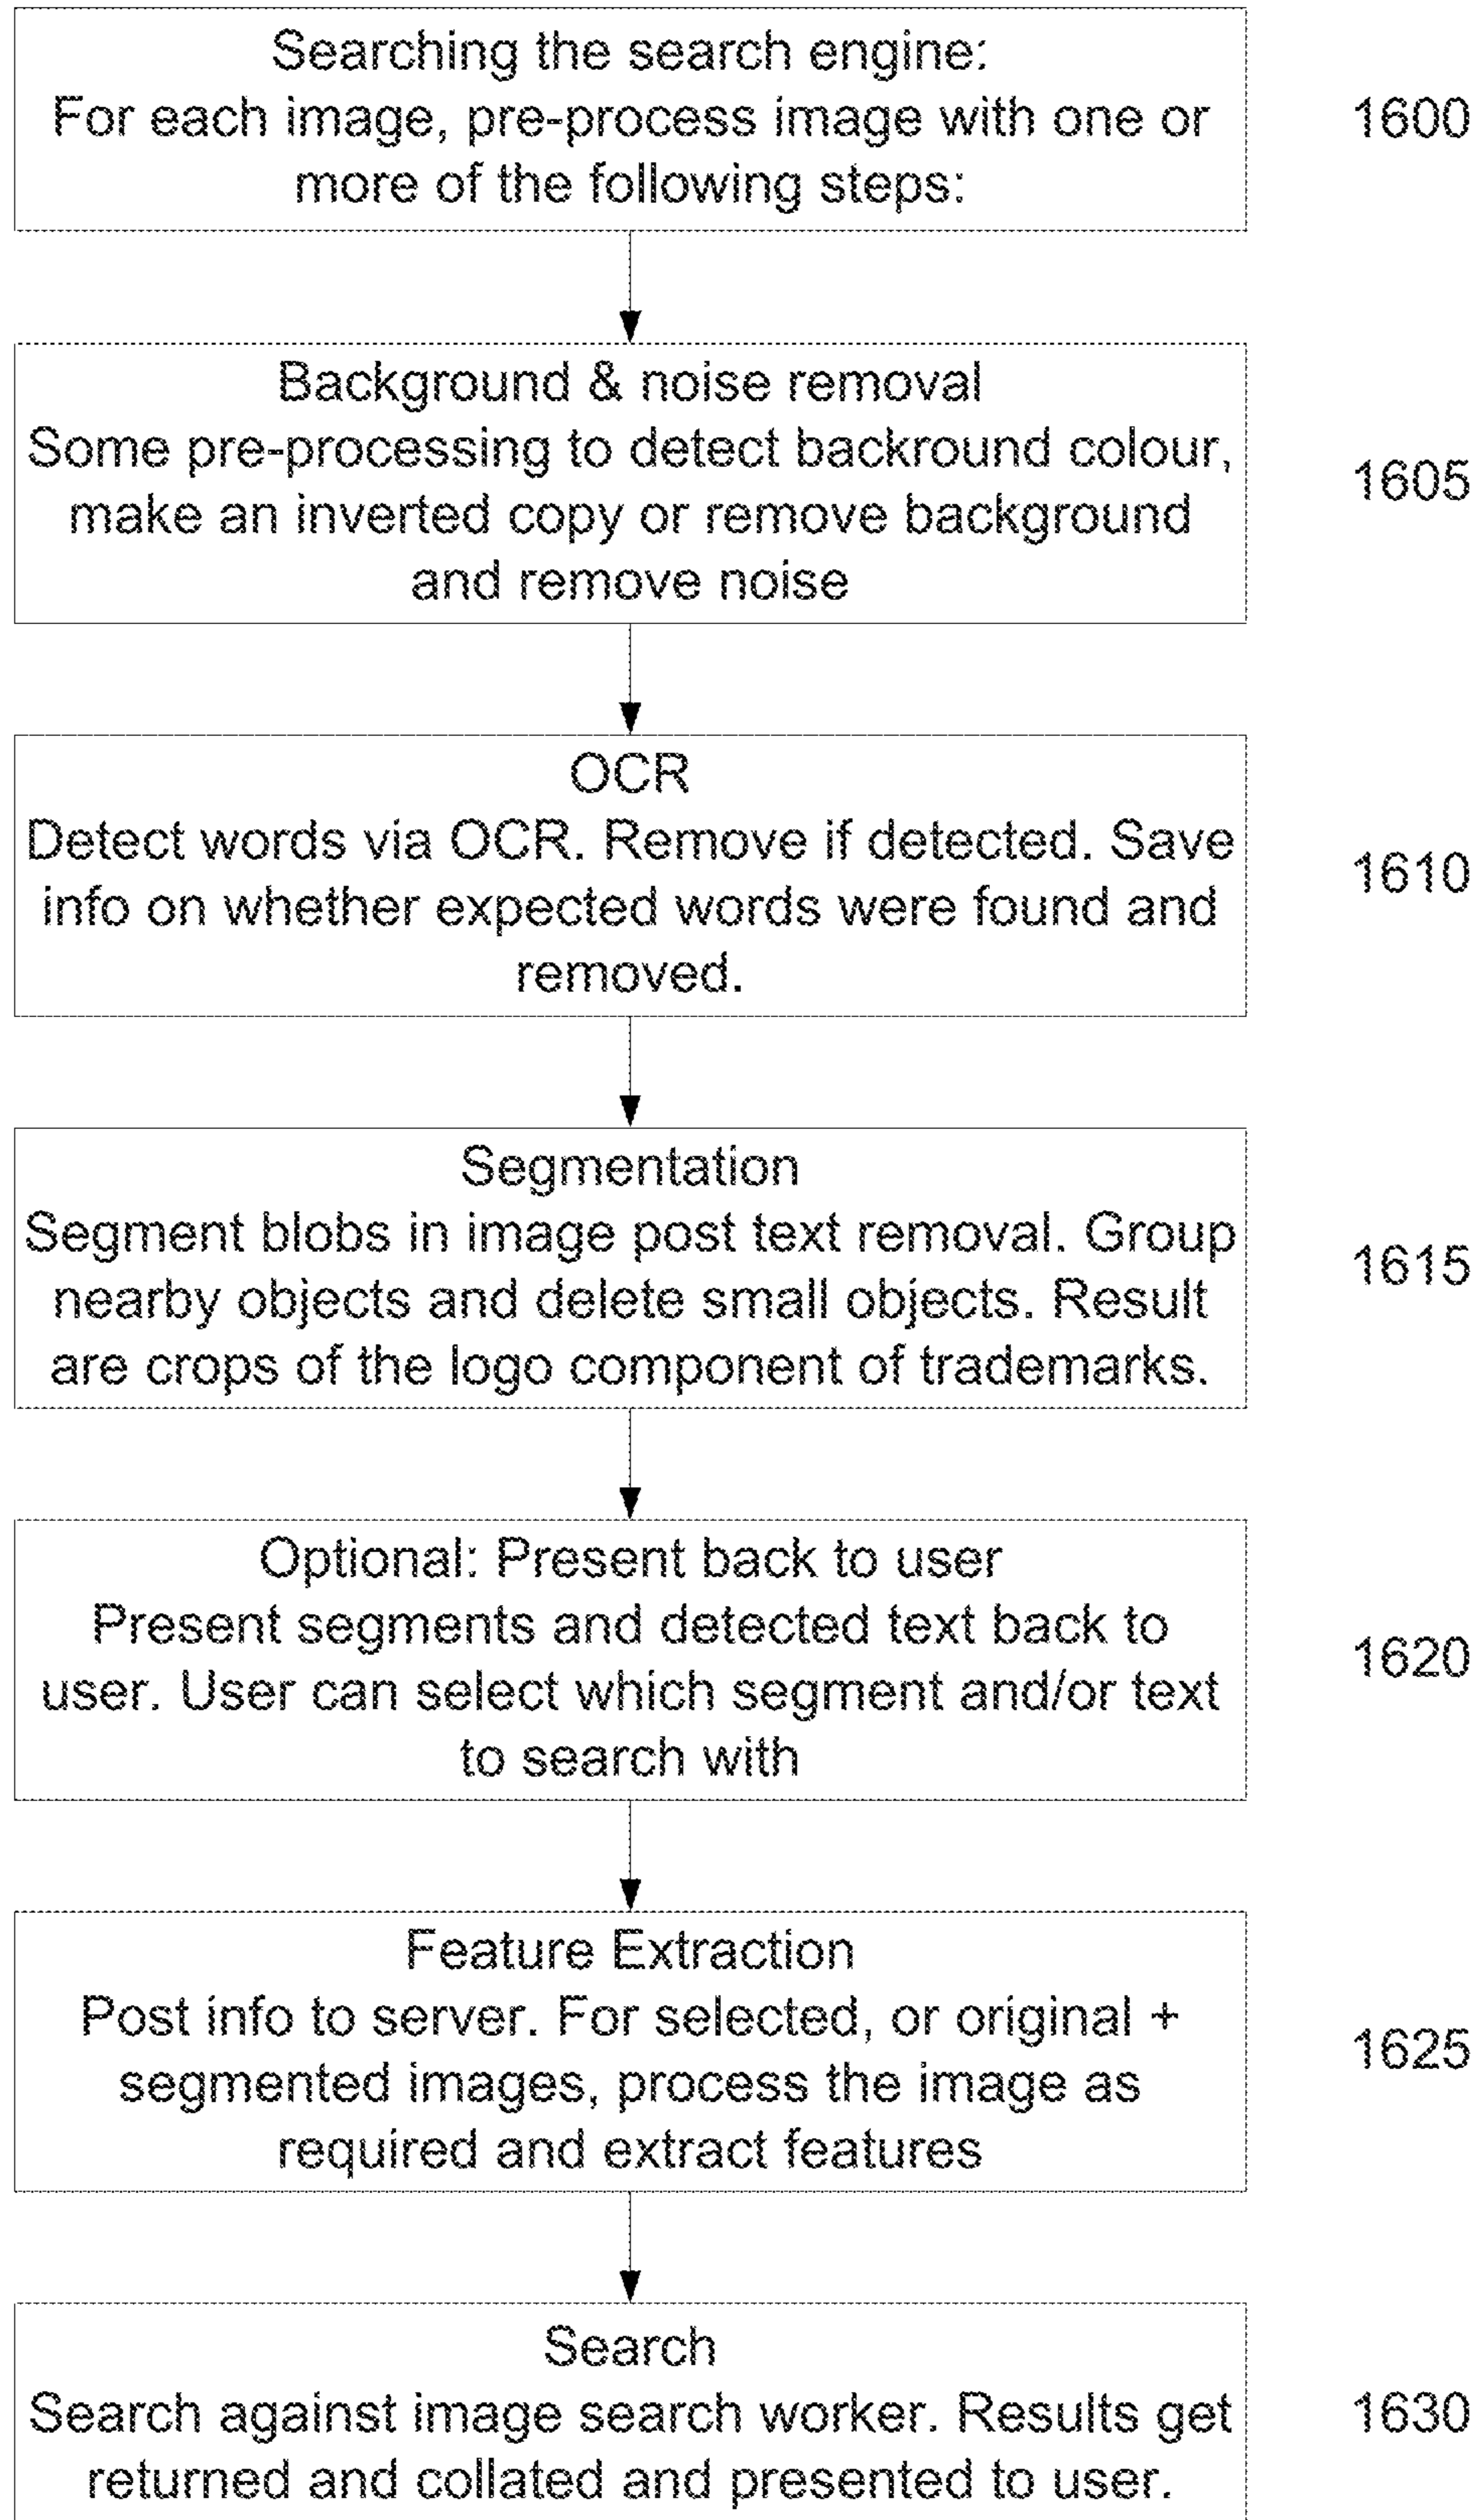 Searching the search engine:
For each image, pre-process image with one or
more of the following steps:
1600
Background & noise removal
Some pre-processing to detect backround colour,
make an inverted copy or remove background
and remove noise
1605
OCR
Detect words via OCR. Remove if detected. Save
info on whether expected words were found and
removed.
1610
Segmentation
Segment blobs in image post text removal. Group
nearby objects and delete small objects. Result
are crops of the logo component of trademarks.
1615
Optional: Present back to user
Present segments and detected text back to
user. User can select which segment and/or text
to search with
1620
Feature Extraction
Post info to server. For selected, or original +
segmented images, process the image as
required and extract features
1625
Search
Search against image search worker. Results get
returned and collated and presented to user.
1630